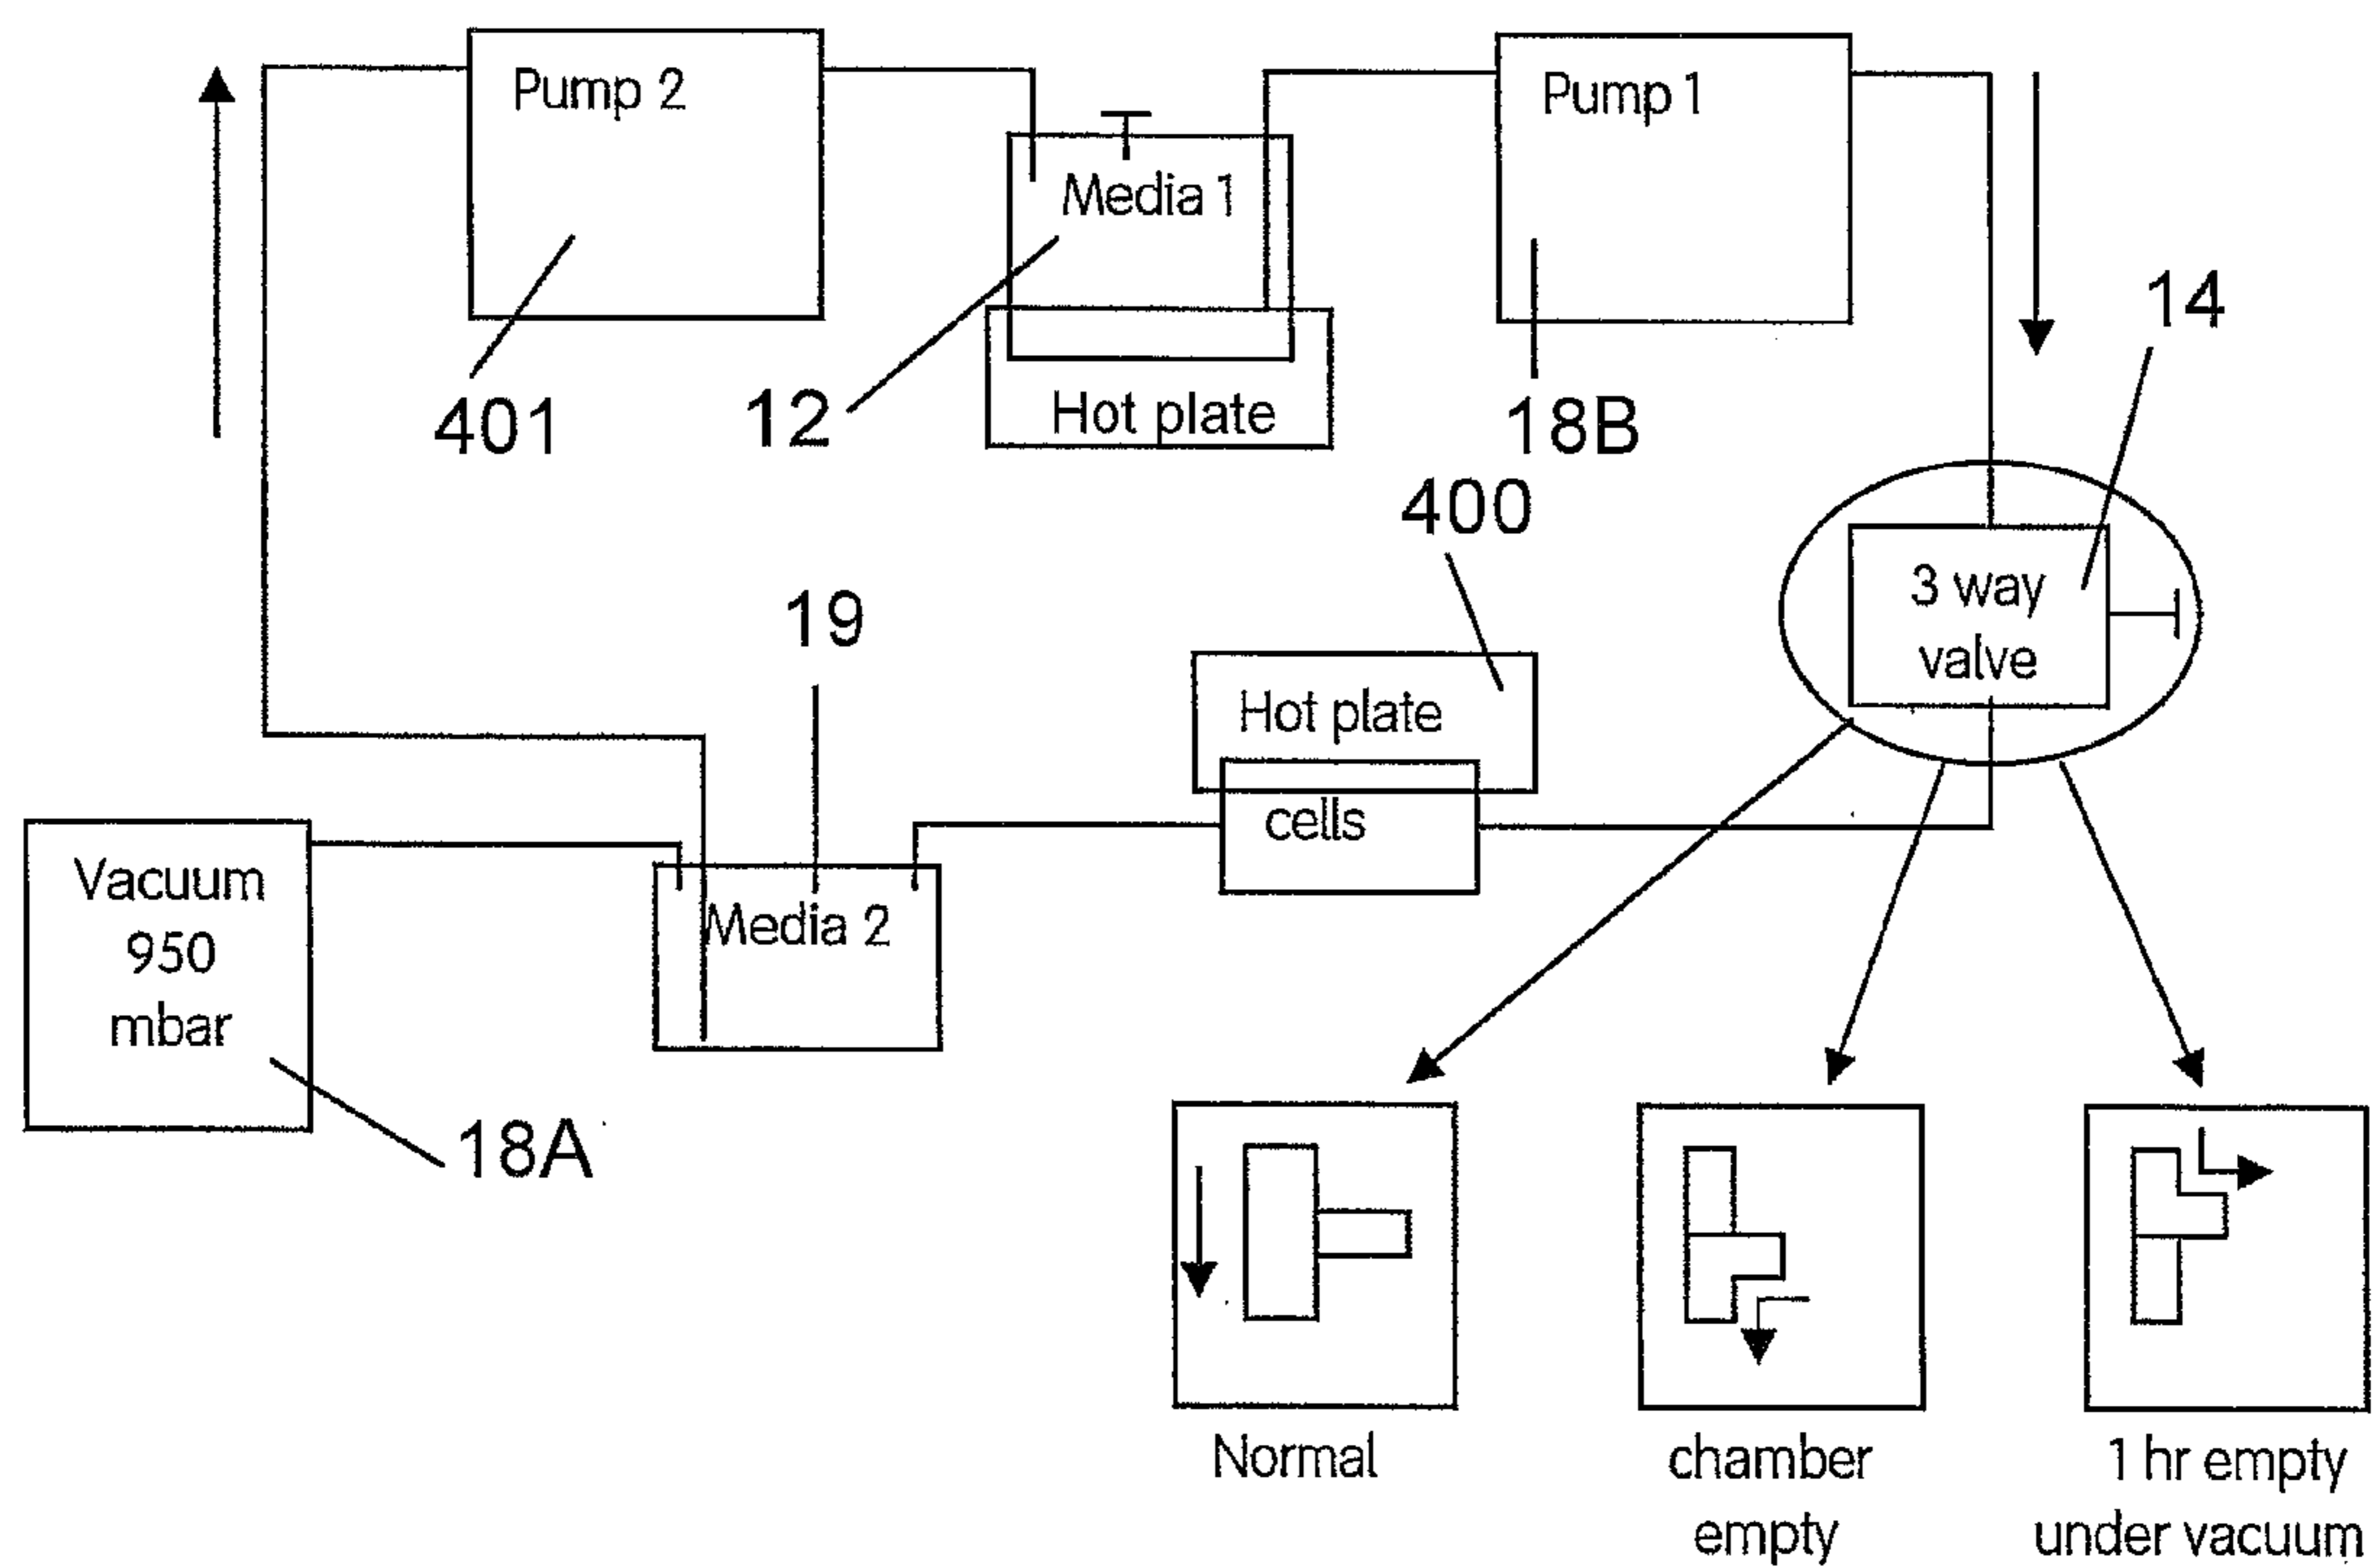 Pump 2
Pump 1
Media 1
14
401
12
Hot plate
18B
400
3 way
valve
19
Hot plate
cells
Vacuum
950
mbar
Media 2
18A
Normal
chamber
empty
1 hr empty
under vacuum